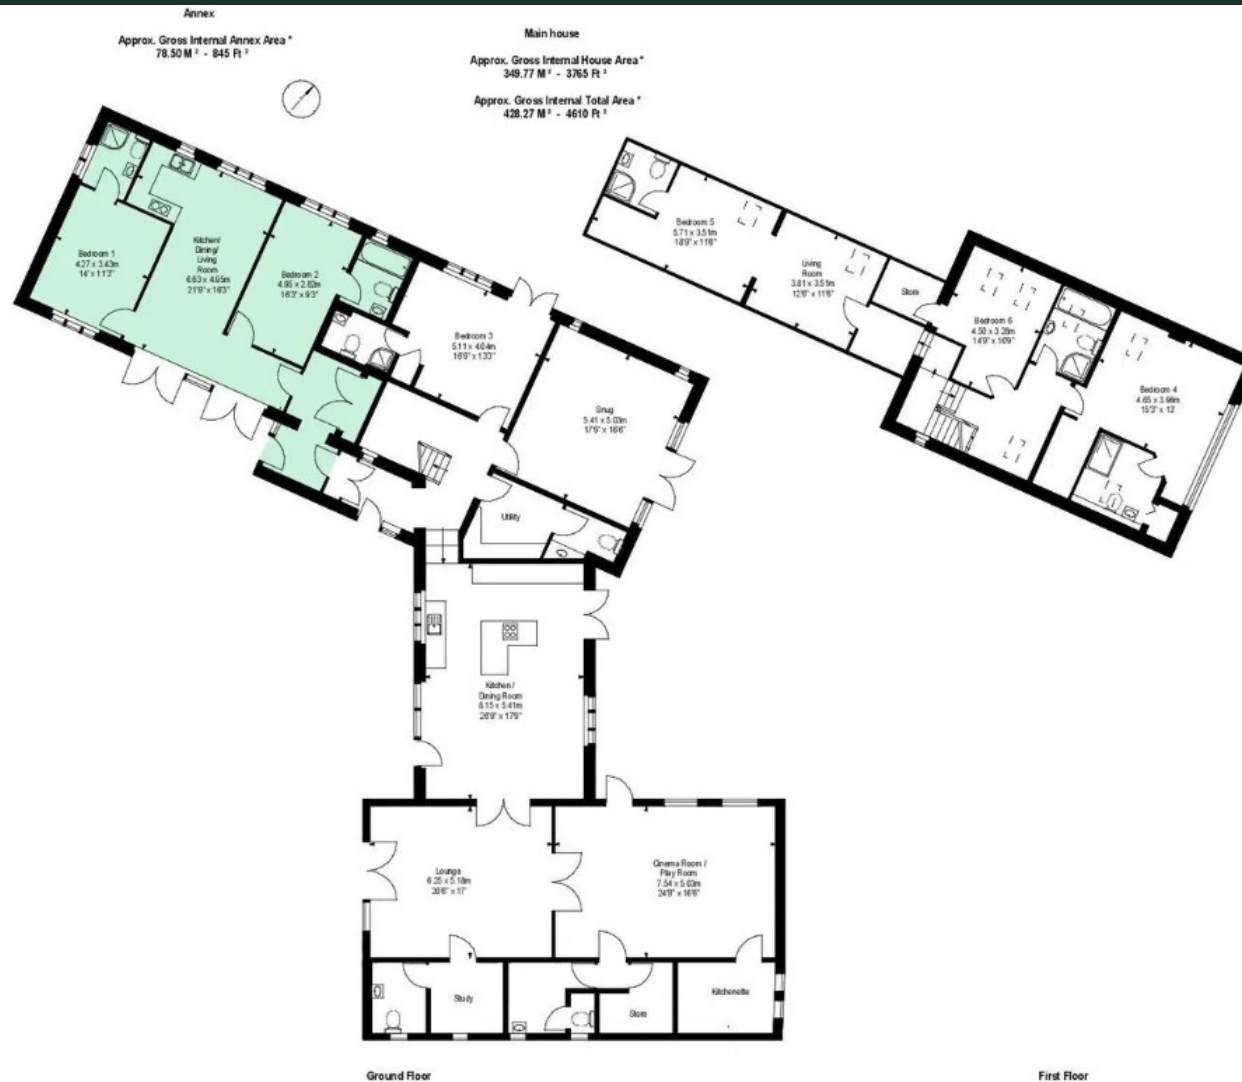 Annex
Approx. Gross Internal Annex Area *
78.50 M² - 845 Ft²
Main house
Approx. Gross Internal House Area *
349.77 M² - 3765 Ft²
Approx. Gross Internal Total Area *
428.27 M² - 4610 Ft²
Bedroom 1
4.27 x 3.43m
14' x 11'3"
Kitchen/
Dining/
Living
Room
6.63 x 4.95m
21'9" x 16'3"
Bedroom 2
4.95 x 2.82m
16'3" x 9'3"
Bedroom 3
5.11 x 4.04m
16'9" x 13'3"
Snug
5.41 x 5.03m
17'9" x 16'6"
Utility
Bedroom 5
5.71 x 3.51m
18'9" x 11'6"
Living
Room
3.81 x 3.51m
12'6" x 11'6"
Store
Bedroom 6
4.50 x 3.28m
14'9" x 10'9"
Bedroom 4
4.65 x 3.96m
15'3" x 13'
Kitchen /
Dining Room
8.15 x 5.41m
26'9" x 17'9"
Lounge
6.25 x 5.18m
20'6" x 17'
Cinema Room /
Play Room
7.54 x 5.03m
24'9" x 16'6"
Study
Store
Kitchenette
Ground Floor
First Floor